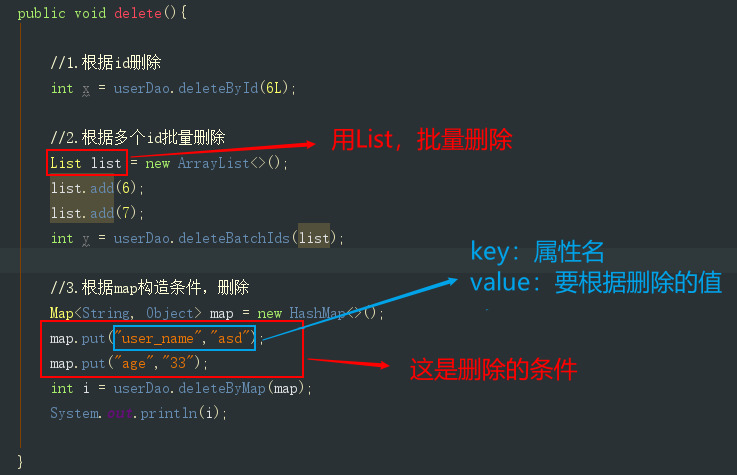 public void delete(){
//1.根据id删除
int x = userDao.deleteById(6L);
//2.根据多个id批量删除
用List，批量删除
List list = new ArrayList<>();
list.add(6);
list.add(7);
int y = userDao.deleteBatchIds(list);
key：属性名
value：要根据删除的值
//3.根据map构造条件，删除
Map<String, Object> map = new HashMap<>();
map.put("user_name","asd");
map.put("age","33");
这是删除的条件
int i = userDao.deleteByMap(map);
System.out.println(i);
}